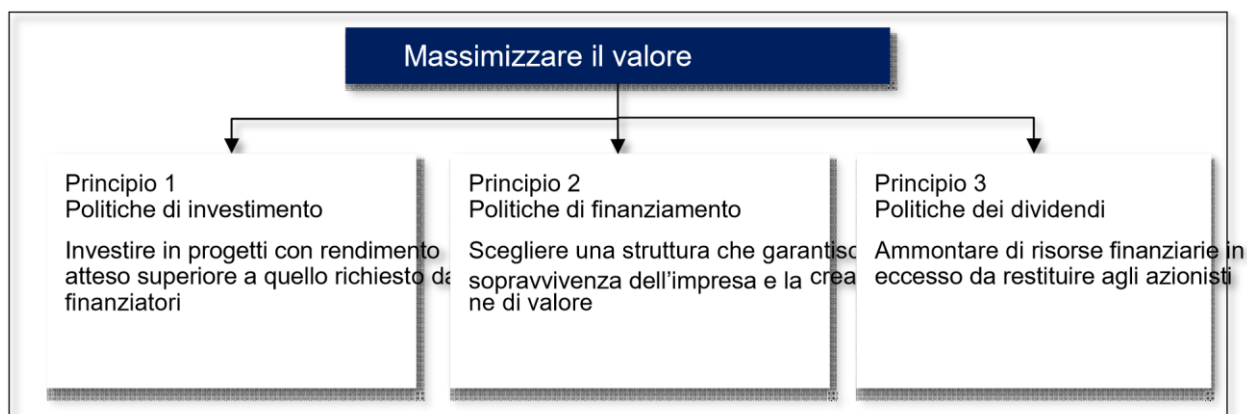 Massimizzare il valore
Principio 1
Politiche di investimento
Investire in progetti con rendimento
atteso superiore a quello richiesto da
finanziatori
Principio 2
Politiche di finanziamento
Scegliere una struttura che garantisc
sopravvivenza dell'impresa e la crea
ne di valore
Principio 3
Politiche dei dividendi
Ammontare di risorse finanziarie in
eccesso da restituire agli azionisti